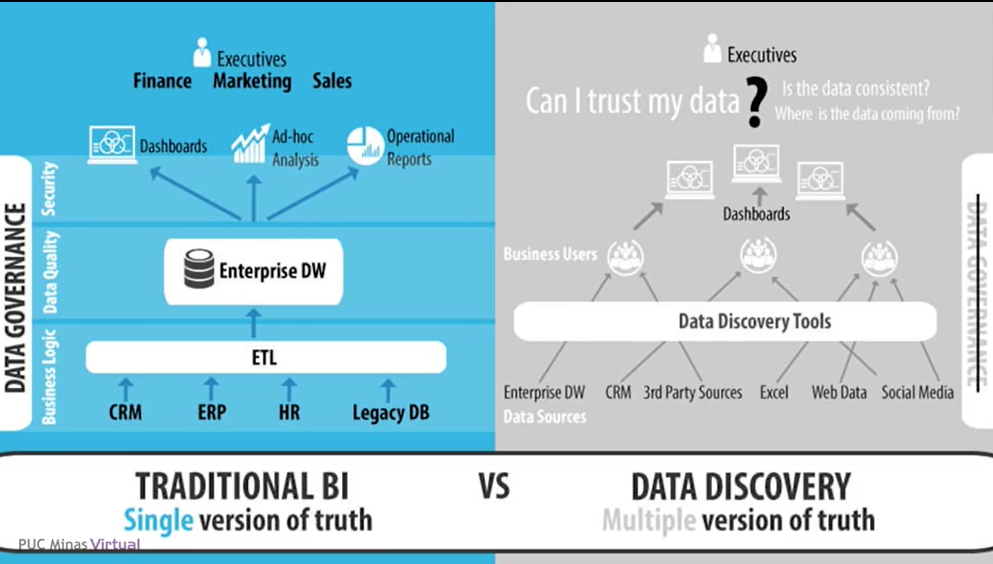 Executives
Finance Marketing Sales
Dashboards
Ad-hoc
Analysis
Operational
Reports
DATA GOVERNANCE
Security
Data Quality
Business Logic
Enterprise DW
ETL
CRM ERP HR Legacy DB
Executives
Can I trust my data ?
Is the data consistent?
Where is the data coming from?
Dashboards
Business Users
Data Discovery Tools
Enterprise DW CRM 3rd Party Sources Excel Web Data Social Media
Data Sources
DATA GOVERNANCE
TRADITIONAL BI VS DATA DISCOVERY
Single version of truth
Multiple version of truth
PUC Minas Virtual